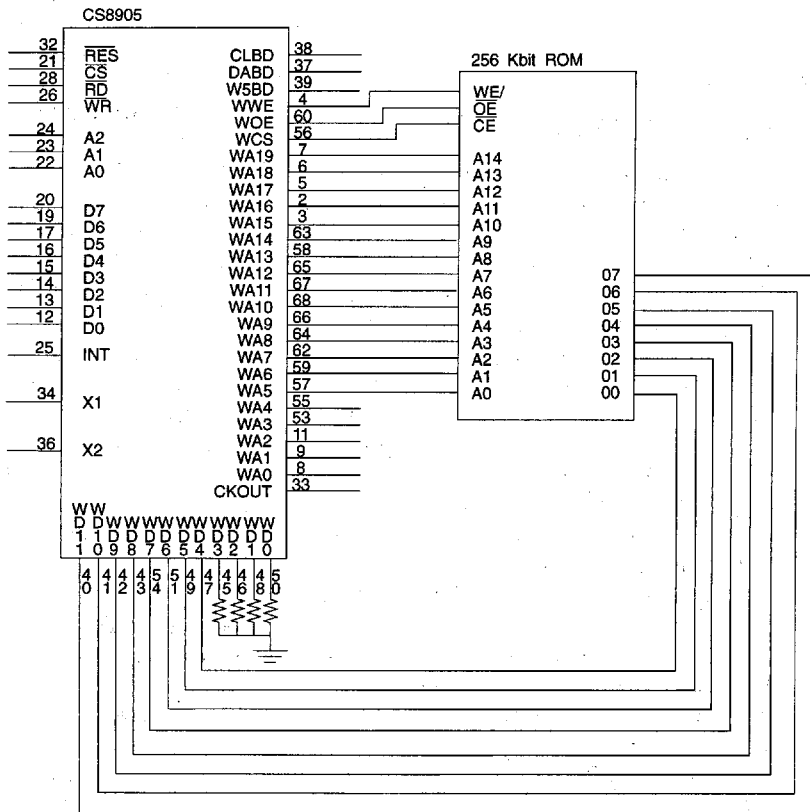 CS8905
256 Kbit ROM
32 RES CLBD 38
21 CS DABD 37
28 RD W5BD 39
26 WR WWE 4
WOE 60
WCS 56
24 A2 WA19 7
23 A1 WA18 6
22 A0 WA17 5
WA16 2
20 D7 WA15 3
19 D6 WA14 63
17 D5 WA13 58
16 D4 WA12 65
15 D3 WA11 67
14 D2 WA10 68
13 D1 WA9 66
12 D0 WA8 64
25 INT WA7 62
WA6 59
WA5 57
34 X1 WA4 55
WA3 53
WA2 11
36 X2 WA1 9
WA0 8
CKOUT 33
WE/
OE
CE
A14
A13
A12
A11
A10
A9
A8
A7 07
A6 06
A5 05
A4 04
A3 03
A2 02
A1 01
A0 00
WD11 WD10 WD9 WD8 WD7 WD6 WD5 WD4 WD3 WD2 WD1 WD0
40 41 42 43 54 51 49 47 45 46 48 50